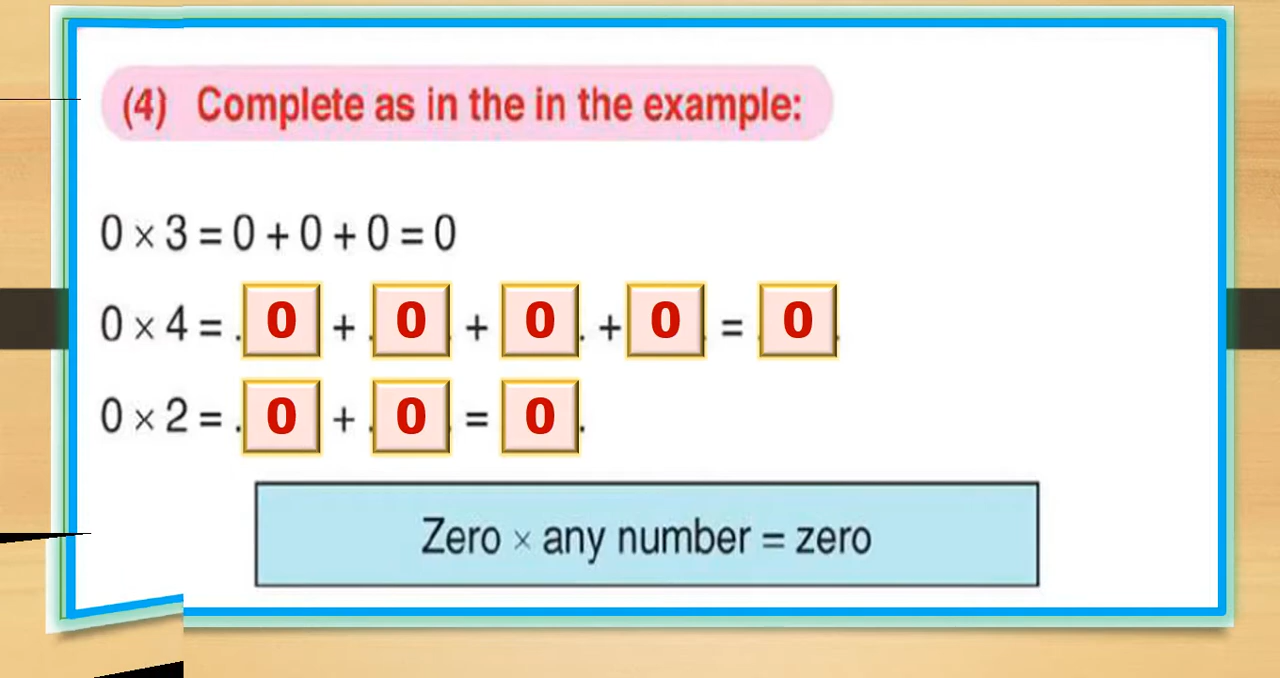 (4) Complete as in the in the example:
0 × 3 = 0 + 0 + 0 = 0
0 × 4 = . 0 + . 0 + 0 . + 0 . = . 0 .
0 × 2 = . 0 + . 0 = 0 .
Zero × any number = zero